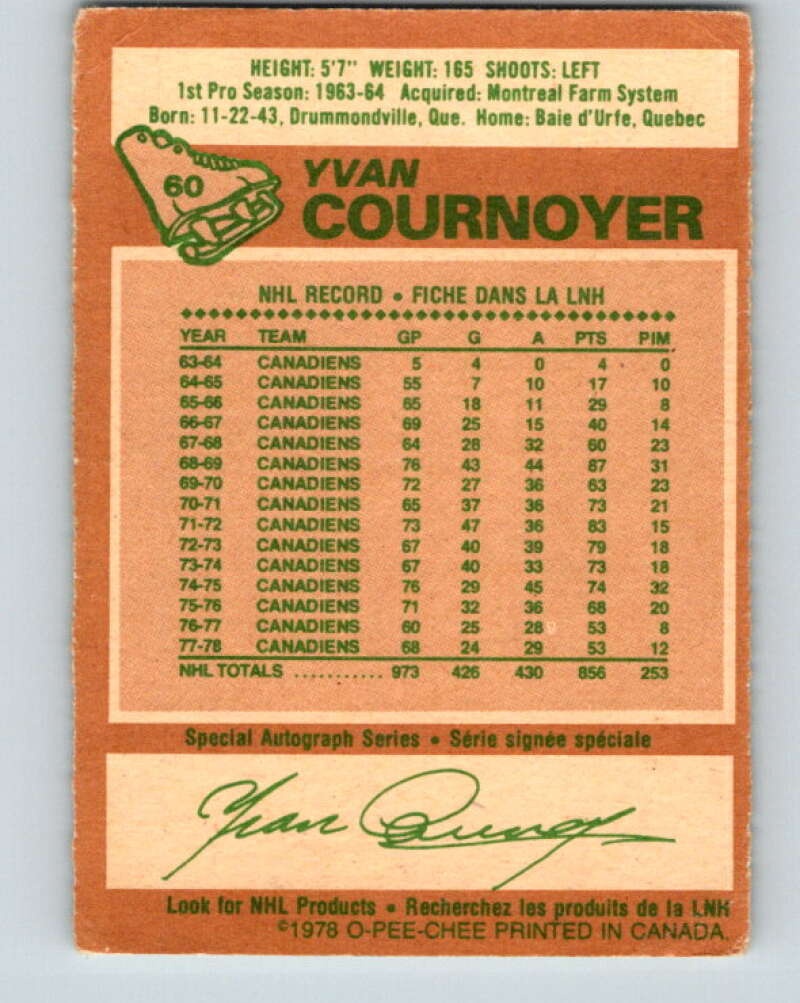 HEIGHT: 5'7" WEIGHT: 165 SHOOTS: LEFT
1st Pro Season: 1963-64 Acquired: Montreal Farm System
Born: 11-22-43, Drummondville, Que. Home: Baie d'Urfe, Quebec
60
YVAN
COURNOYER
NHL RECORD • FICHE DANS LA LNH
YEAR TEAM GP G A PTS PIM
63-64 CANADIENS 5 4 0 4 0
64-65 CANADIENS 55 7 10 17 10
65-66 CANADIENS 65 18 11 29 8
66-67 CANADIENS 69 25 15 40 14
67-68 CANADIENS 64 28 32 60 23
68-69 CANADIENS 76 43 44 87 31
69-70 CANADIENS 72 27 36 63 23
70-71 CANADIENS 65 37 36 73 21
71-72 CANADIENS 73 47 36 83 15
72-73 CANADIENS 67 40 39 79 18
73-74 CANADIENS 67 40 33 73 18
74-75 CANADIENS 76 29 45 74 32
75-76 CANADIENS 71 32 36 68 20
76-77 CANADIENS 60 25 28 53 8
77-78 CANADIENS 68 24 29 53 12
NHL TOTALS ........... 973 426 430 856 253
Special Autograph Series • Série signée spéciale
Yvan Cournoyer
Look for NHL Products • Recherchez les produits de la LNH
©1978 O-PEE-CHEE PRINTED IN CANADA.